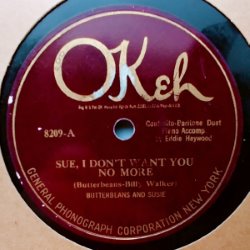 OKeh
8209-A
Contralto-Baritone Duet
Piano Accomp.
Eddie Heywood
SUE, I DON'T WANT YOU
NO MORE
(Butterbeans-Billy Walker)
BUTTERBEANS AND SUSIE
GENERAL PHONOGRAPH CORPORATION NEW YORK